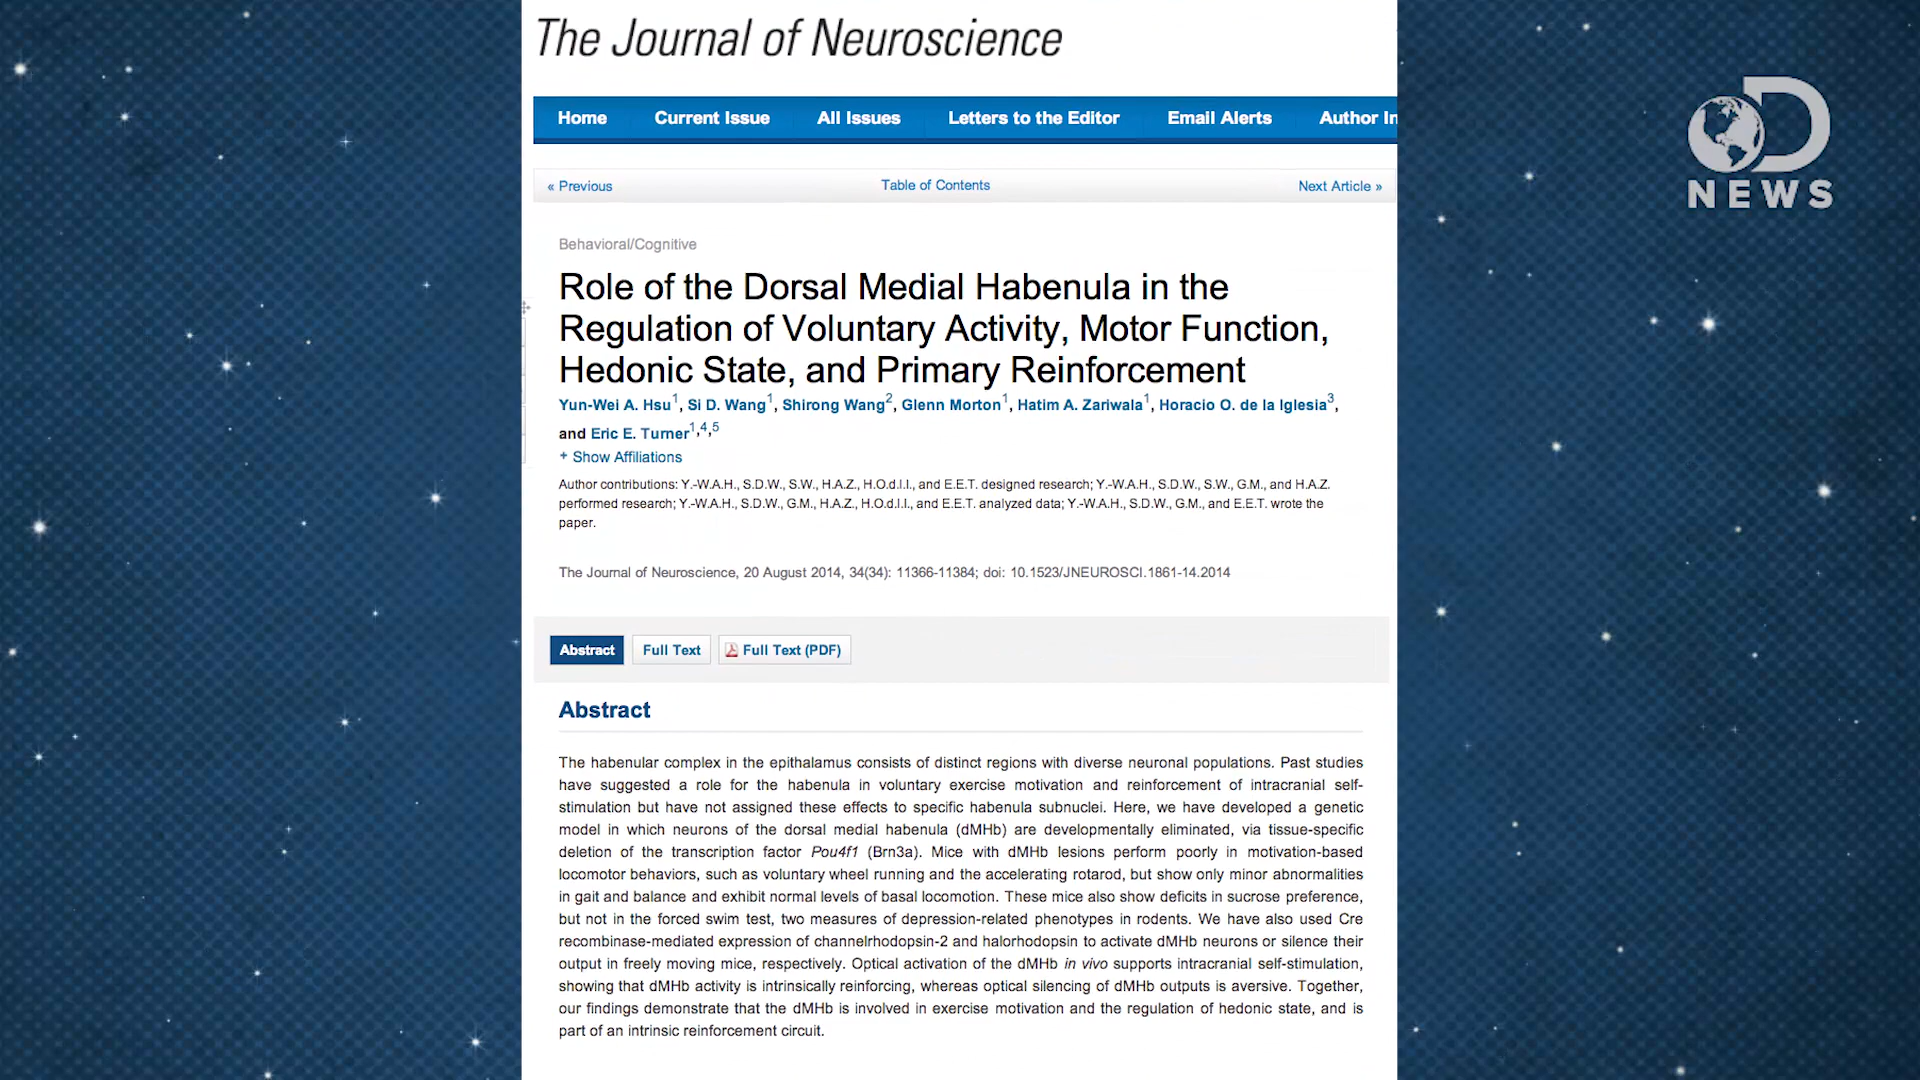 The Journal of Neuroscience
Home Current Issue All Issues Letters to the Editor Email Alerts Author In
« Previous Table of Contents Next Article »
D
NEWS
Behavioral/Cognitive
Role of the Dorsal Medial Habenula in the
Regulation of Voluntary Activity, Motor Function,
Hedonic State, and Primary Reinforcement
Yun-Wei A. Hsu1, Si D. Wang1, Shirong Wang2, Glenn Morton1, Hatim A. Zariwala1, Horacio O. de la Iglesia3,
and Eric E. Turner1,4,5
+ Show Affiliations
Author contributions: Y.-W.A.H., S.D.W., S.W., H.A.Z., H.O.d.l.I., and E.E.T. designed research; Y.-W.A.H., S.D.W., S.W., G.M., and H.A.Z.
performed research; Y.-W.A.H., S.D.W., G.M., H.A.Z., H.O.d.l.I., and E.E.T. analyzed data; Y.-W.A.H., S.D.W., G.M., and E.E.T. wrote the
paper.
The Journal of Neuroscience, 20 August 2014, 34(34): 11366-11384; doi: 10.1523/JNEUROSCI.1861-14.2014
Abstract Full Text Full Text (PDF)
Abstract
The habenular complex in the epithalamus consists of distinct regions with diverse neuronal populations. Past studies
have suggested a role for the habenula in voluntary exercise motivation and reinforcement of intracranial self-
stimulation but have not assigned these effects to specific habenula subnuclei. Here, we have developed a genetic
model in which neurons of the dorsal medial habenula (dMHb) are developmentally eliminated, via tissue-specific
deletion of the transcription factor Pou4f1 (Brn3a). Mice with dMHb lesions perform poorly in motivation-based
locomotor behaviors, such as voluntary wheel running and the accelerating rotarod, but show only minor abnormalities
in gait and balance and exhibit normal levels of basal locomotion. These mice also show deficits in sucrose preference,
but not in the forced swim test, two measures of depression-related phenotypes in rodents. We have also used Cre
recombinase-mediated expression of channelrhodopsin-2 and halorhodopsin to activate dMHb neurons or silence their
output in freely moving mice, respectively. Optical activation of the dMHb in vivo supports intracranial self-stimulation,
showing that dMHb activity is intrinsically reinforcing, whereas optical silencing of dMHb outputs is aversive. Together,
our findings demonstrate that the dMHb is involved in exercise motivation and the regulation of hedonic state, and is
part of an intrinsic reinforcement circuit.